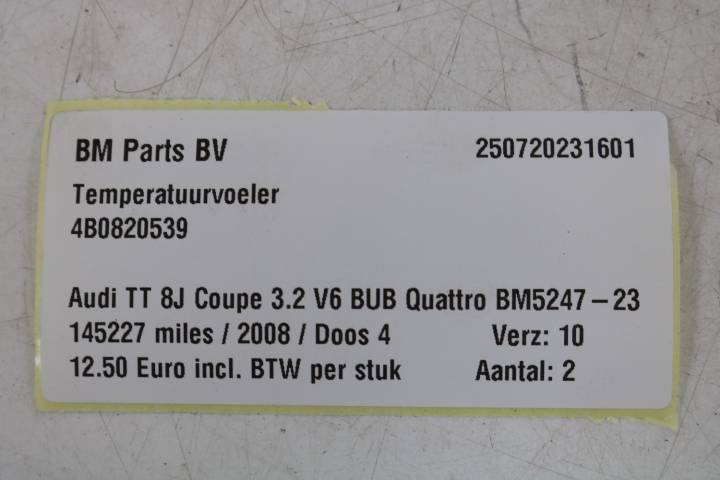 BM Parts BV 250720231601
Temperatuurvoeler
4B0820539
Audi TT 8J Coupe 3.2 V6 BUB Quattro BM5247-23
145227 miles / 2008 / Doos 4 Verz: 10
12.50 Euro incl. BTW per stuk Aantal: 2